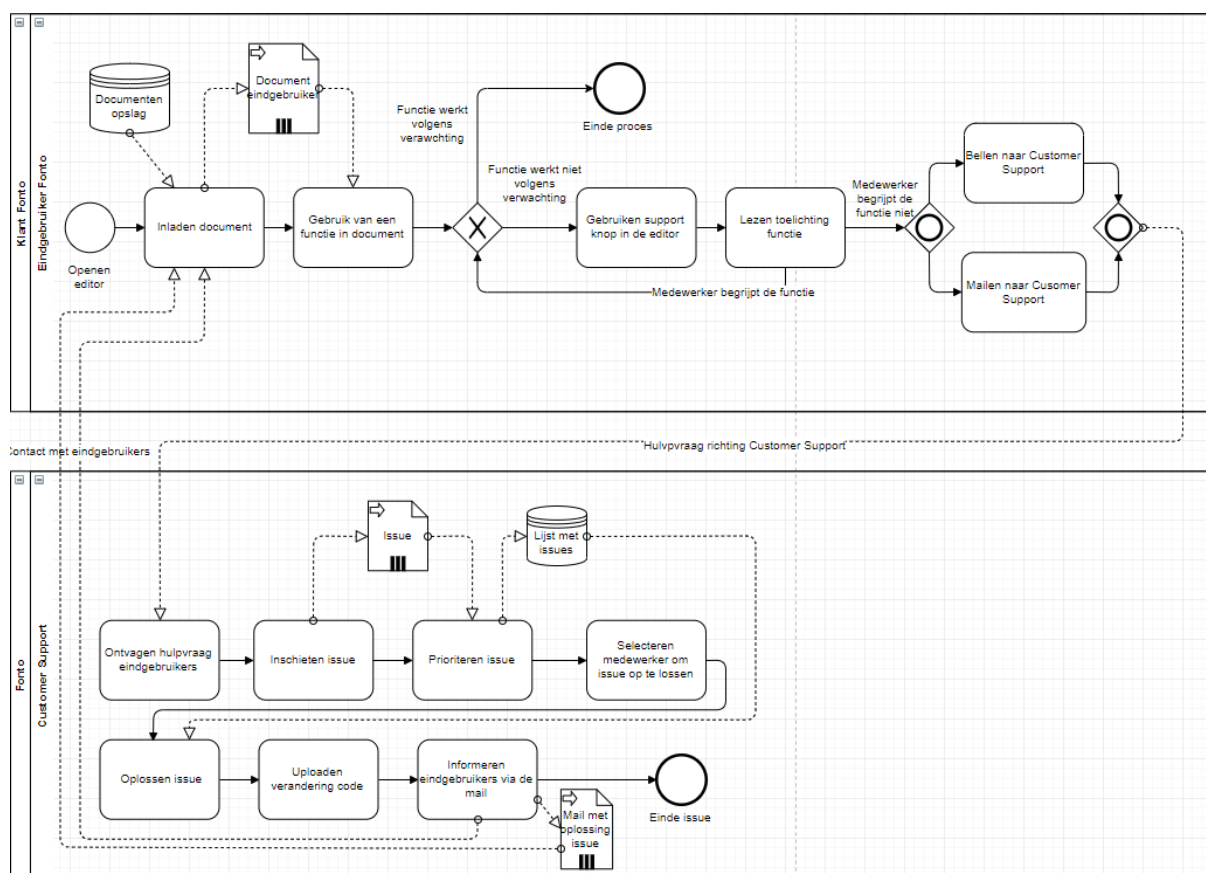 Klant Fonto
Eindgebruiker Fonto
Documenten
opslag
Document
eindgebruiker
Openen
editor
Inladen document
Gebruik van een
functie in document
Functie werkt
volgens
verawchting
Einde proces
Functie werkt niet
volgens
verwachting
Gebruiken support
knop in de editor
Lezen toelichting
functie
Medewerker begrijpt de functie
Medewerker
begrijpt de
functie niet
Bellen naar Customer
Support
Mailen naar Cusomer
Support
Contact met eindgebruikers
Hulvpvraag richting Customer Support
Fonto
Customer Support
Issue
Lijst met
issues
Ontvagen hulpvraag
eindgebruikers
Inschieten issue
Prioriteren issue
Selecteren
medewerker om
issue op te lossen
Oplossen issue
Uploaden
verandering code
Informeren
eindgebruikers via de
mail
Mail met
oplossing
issue
Einde issue